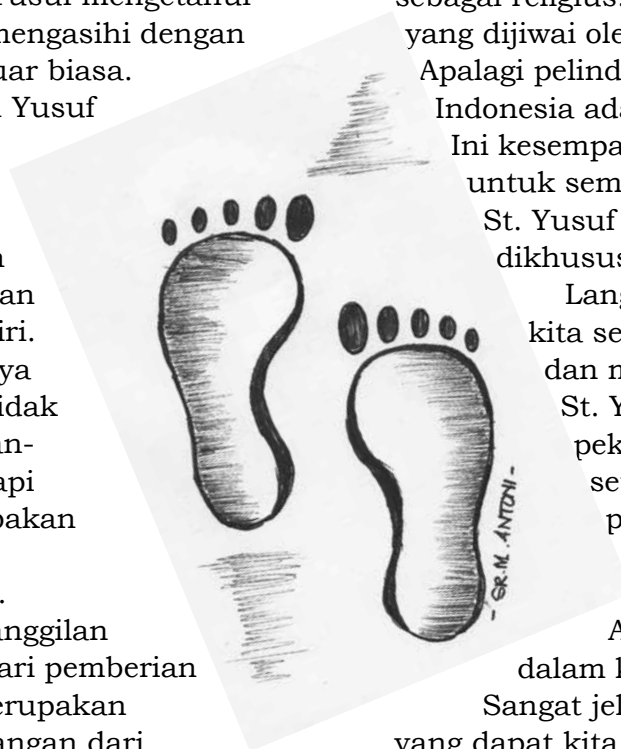 usuf mengetahui
mengasihi dengan
uar biasa.
Yusuf
n
an
iri.
ya
idak
an-
api
pakan
.
anggilan
ari pemberian
erupakan
angan dari
- SR.M. ANTONI -
sebagai religius.
yang dijiwai ole
Apalagi pelind
Indonesia ada
Ini kesempa
untuk sem
St. Yusuf
dikhusus
Lang
kita se
dan m
St. Y
pek
se
p
A
dalam k
Sangat jel
yang dapat kita